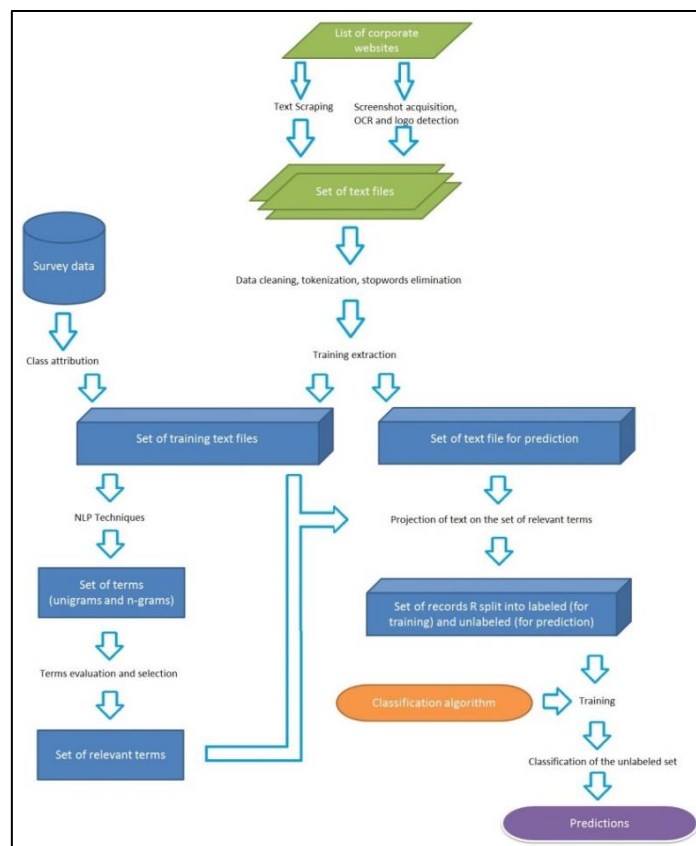 List of corporate
websites
Text Scraping
Screenshot acquisition,
OCR and logo detection
Set of text files
Survey data
Data cleaning, tokenization, stopwords elimination
Class attribution
Training extraction
Set of training text files
Set of text file for prediction
NLP Techniques
Projection of text on the set of relevant terms
Set of terms
(unigrams and n-grams)
Set of records R split into labeled (for
training) and unlabeled (for prediction)
Terms evaluation and selection
Classification algorithm
Training
Set of relevant terms
Classification of the unlabeled set
Predictions